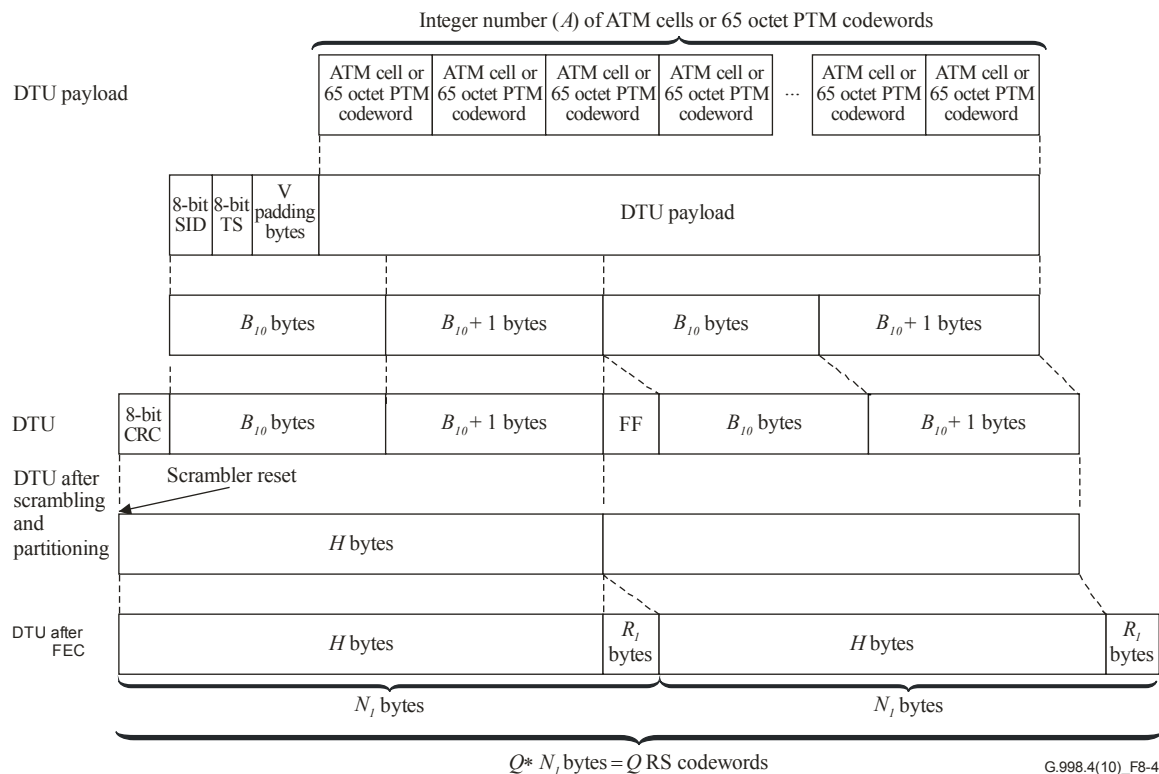 Integer number (A) of ATM cells or 65 octet PTM codewords
DTU payload
ATM cell or
65 octet PTM
codeword
ATM cell or
65 octet PTM
codeword
ATM cell or
65 octet PTM
codeword
ATM cell or
65 octet PTM
codeword
...
ATM cell or
65 octet PTM
codeword
ATM cell or
65 octet PTM
codeword
8-bit
SID
8-bit
TS
V
padding
bytes
DTU payload
B10 bytes
B10 + 1 bytes
B10 bytes
B10 + 1 bytes
DTU
8-bit
CRC
B10 bytes
B10 + 1 bytes
FF
B10 bytes
B10 + 1 bytes
DTU after
scrambling
and
partitioning
Scrambler reset
H bytes
DTU after
FEC
H bytes
R1
bytes
H bytes
R1
bytes
N1 bytes
N1 bytes
Q* N1 bytes = Q RS codewords
G.998.4(10)_F8-4